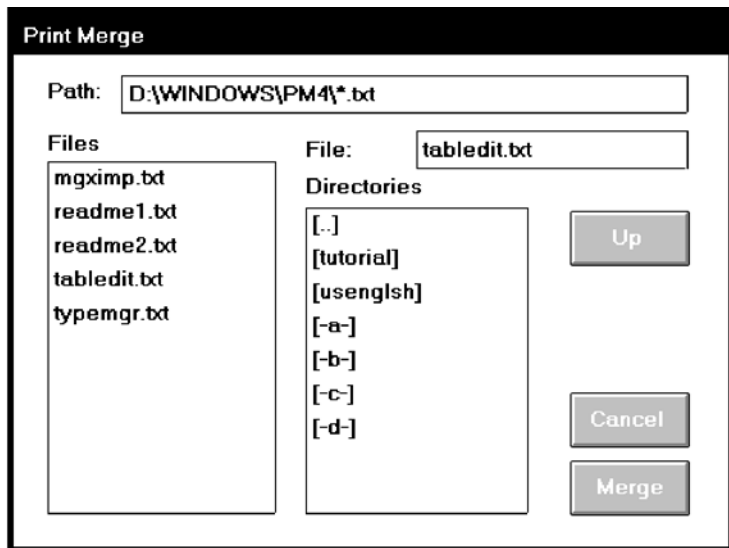 Print Merge
Path: D:\WINDOWS\PM4\*.txt
Files
mgximp.txt
readme1.txt
readme2.txt
tabledit.txt
typemgr.txt
File: tabledit.txt
Directories
[..]
[tutorial]
[usenglsh]
[-a-]
[-b-]
[-c-]
[-d-]
Up
Cancel
Merge